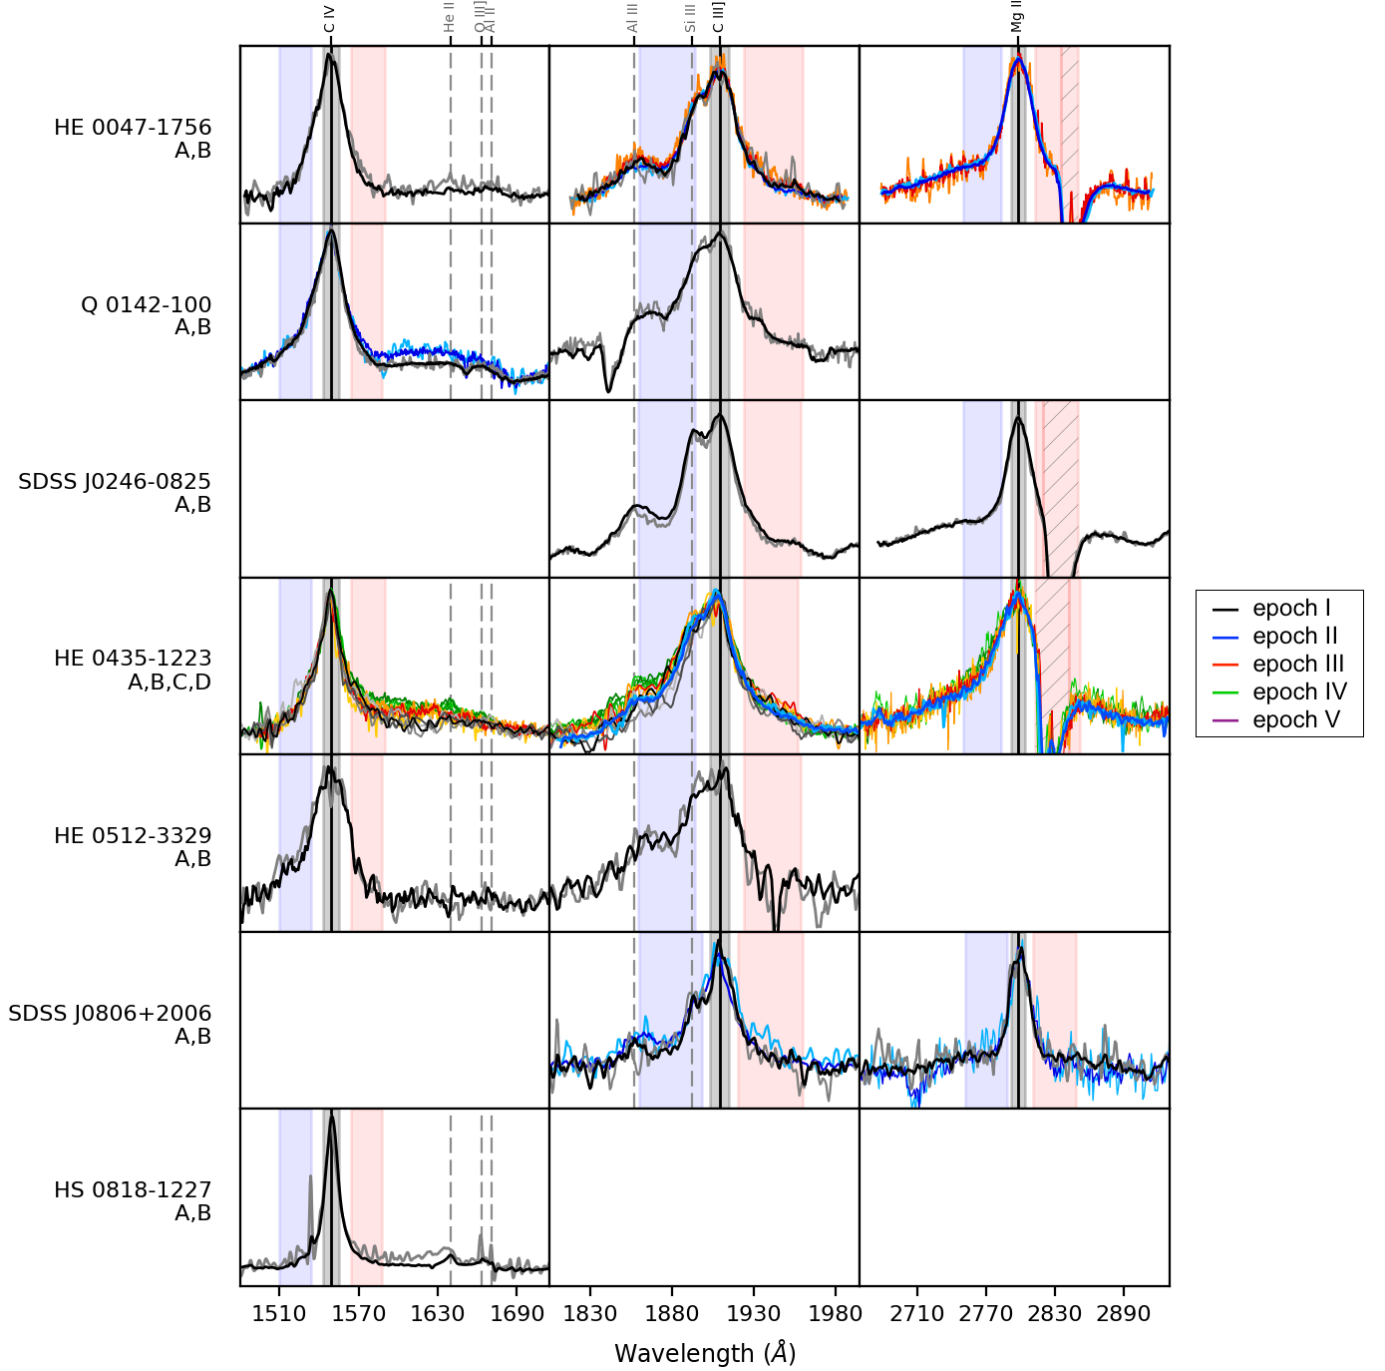 C IV
He II
O III]
Al II
Al III
Si III
C III]
Mg II
HE 0047-1756
A,B
Q 0142-100
A,B
SDSS J0246-0825
A,B
HE 0435-1223
A,B,C,D
HE 0512-3329
A,B
SDSS J0806+2006
A,B
HS 0818-1227
A,B
epoch I
epoch II
epoch III
epoch IV
epoch V
1510 1570 1630 1690 1830 1880 1930 1980 2710 2770 2830 2890
Wavelength (Å)